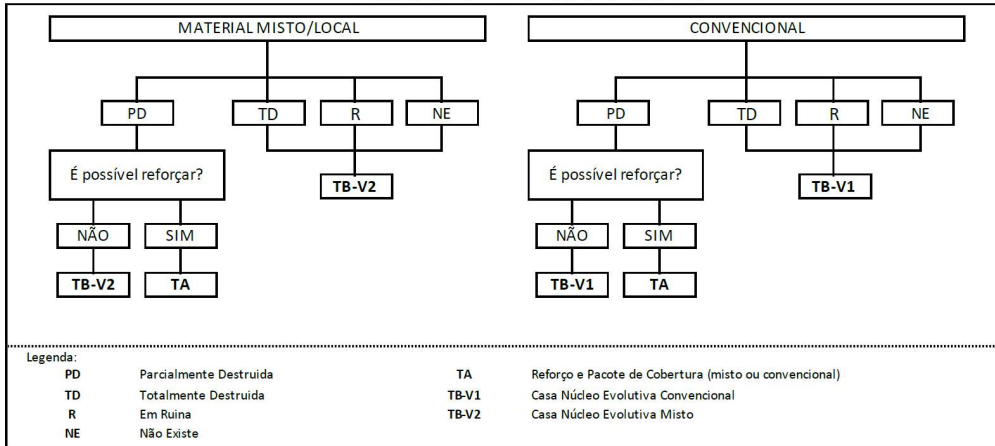 MATERIAL MISTO/LOCAL
PD
TD
R
NE
É possível reforçar?
TB-V2
NÃO
SIM
TB-V2
TA
CONVENCIONAL
PD
TD
R
NE
É possível reforçar?
TB-V1
NÃO
SIM
TB-V1
TA
Legenda:
PD Parcialmente Destruida
TD Totalmente Destruida
R Em Ruina
NE Não Existe
TA Reforço e Pacote de Cobertura (misto ou convencional)
TB-V1 Casa Núcleo Evolutiva Convencional
TB-V2 Casa Núcleo Evolutiva Misto